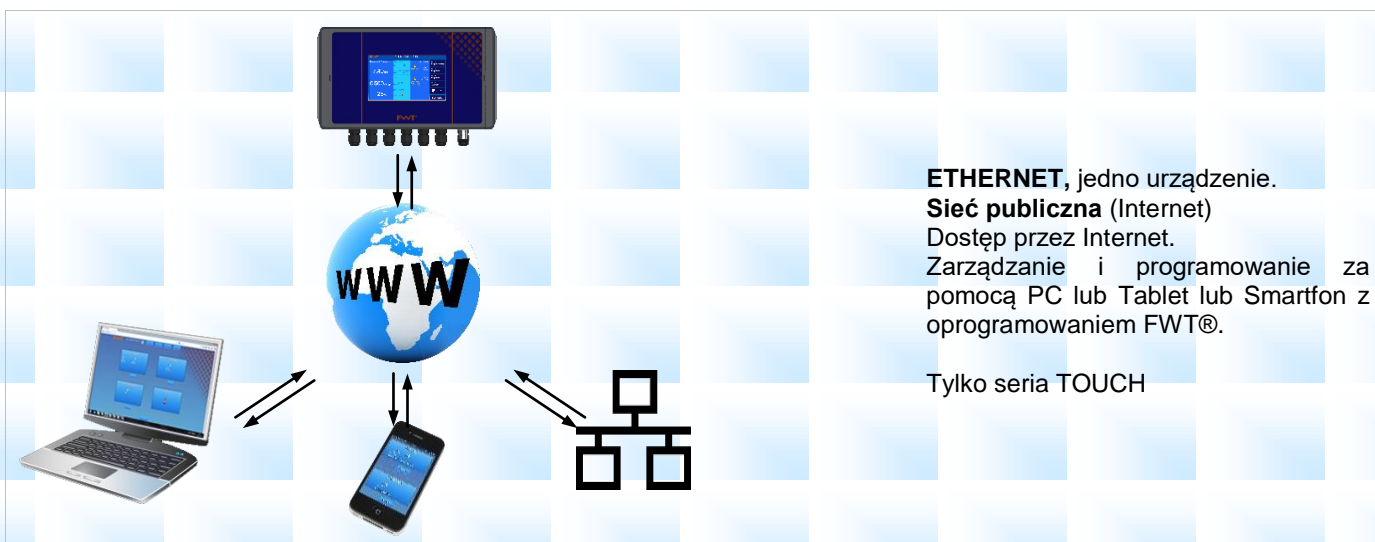 FWT
WWW
ETHERNET, jedno urządzenie.
Sieć publiczna (Internet)
Dostęp przez Internet.
Zarządzanie i programowanie za
pomocą PC lub Tablet lub Smartfon z
oprogramowaniem FWT®.
Tylko seria TOUCH